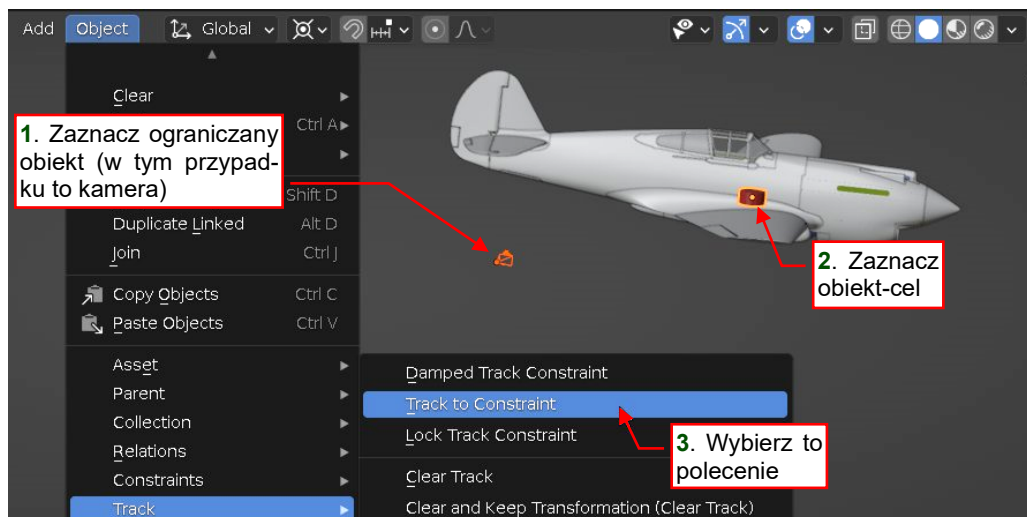 Add Object Global
Clear
Ctrl A
1. Zaznacz ograniczany
obiekt (w tym przypad-
ku to kamera)
Shift D
Duplicate Linked Alt D
Join Ctrl J
2. Zaznacz
obiekt-cel
Copy Objects Ctrl C
Paste Objects Ctrl V
Asset
Parent
Collection
Relations
Constraints
Track
Damped Track Constraint
Track to Constraint
Lock Track Constraint
3. Wybierz to
polecenie
Clear Track
Clear and Keep Transformation (Clear Track)